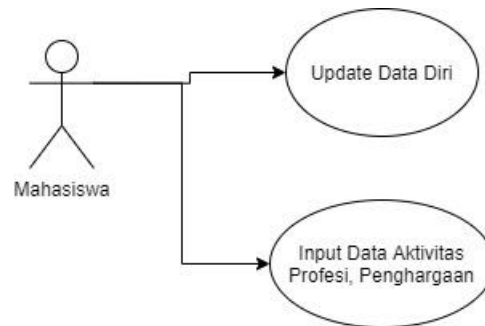 Update Data Diri
Mahasiswa
Input Data Aktivitas
Profesi, Penghargaan